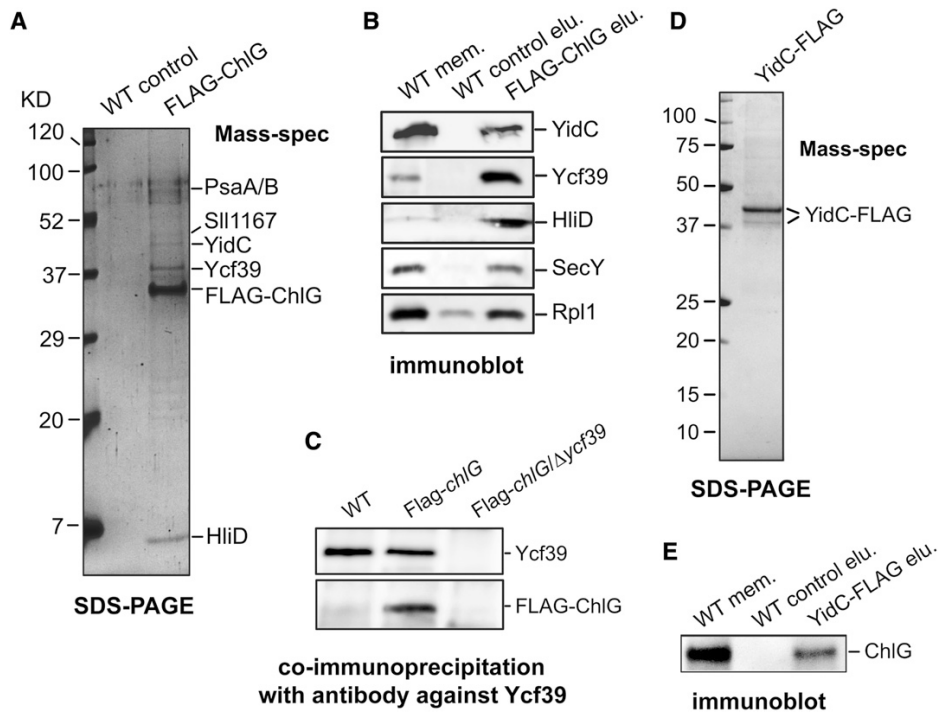 A
KD
WT control
FLAG-ChlG
Mass-spec
120
100
PsaA/B
52
Sll1167
YidC
37
Ycf39
FLAG-ChlG
29
20
7
HliD
SDS-PAGE
B
WT mem.
WT control elu.
FLAG-ChlG elu.
YidC
Ycf39
HliD
SecY
Rpl1
immunoblot
C
WT
Flag-chlG
Flag-chlG/Δycf39
Ycf39
FLAG-ChlG
co-immunoprecipitation
with antibody against Ycf39
D
YidC-FLAG
100
75
Mass-spec
50
YidC-FLAG
37
25
20
15
10
SDS-PAGE
E
WT mem.
WT control elu.
YidC-FLAG elu.
ChlG
immunoblot